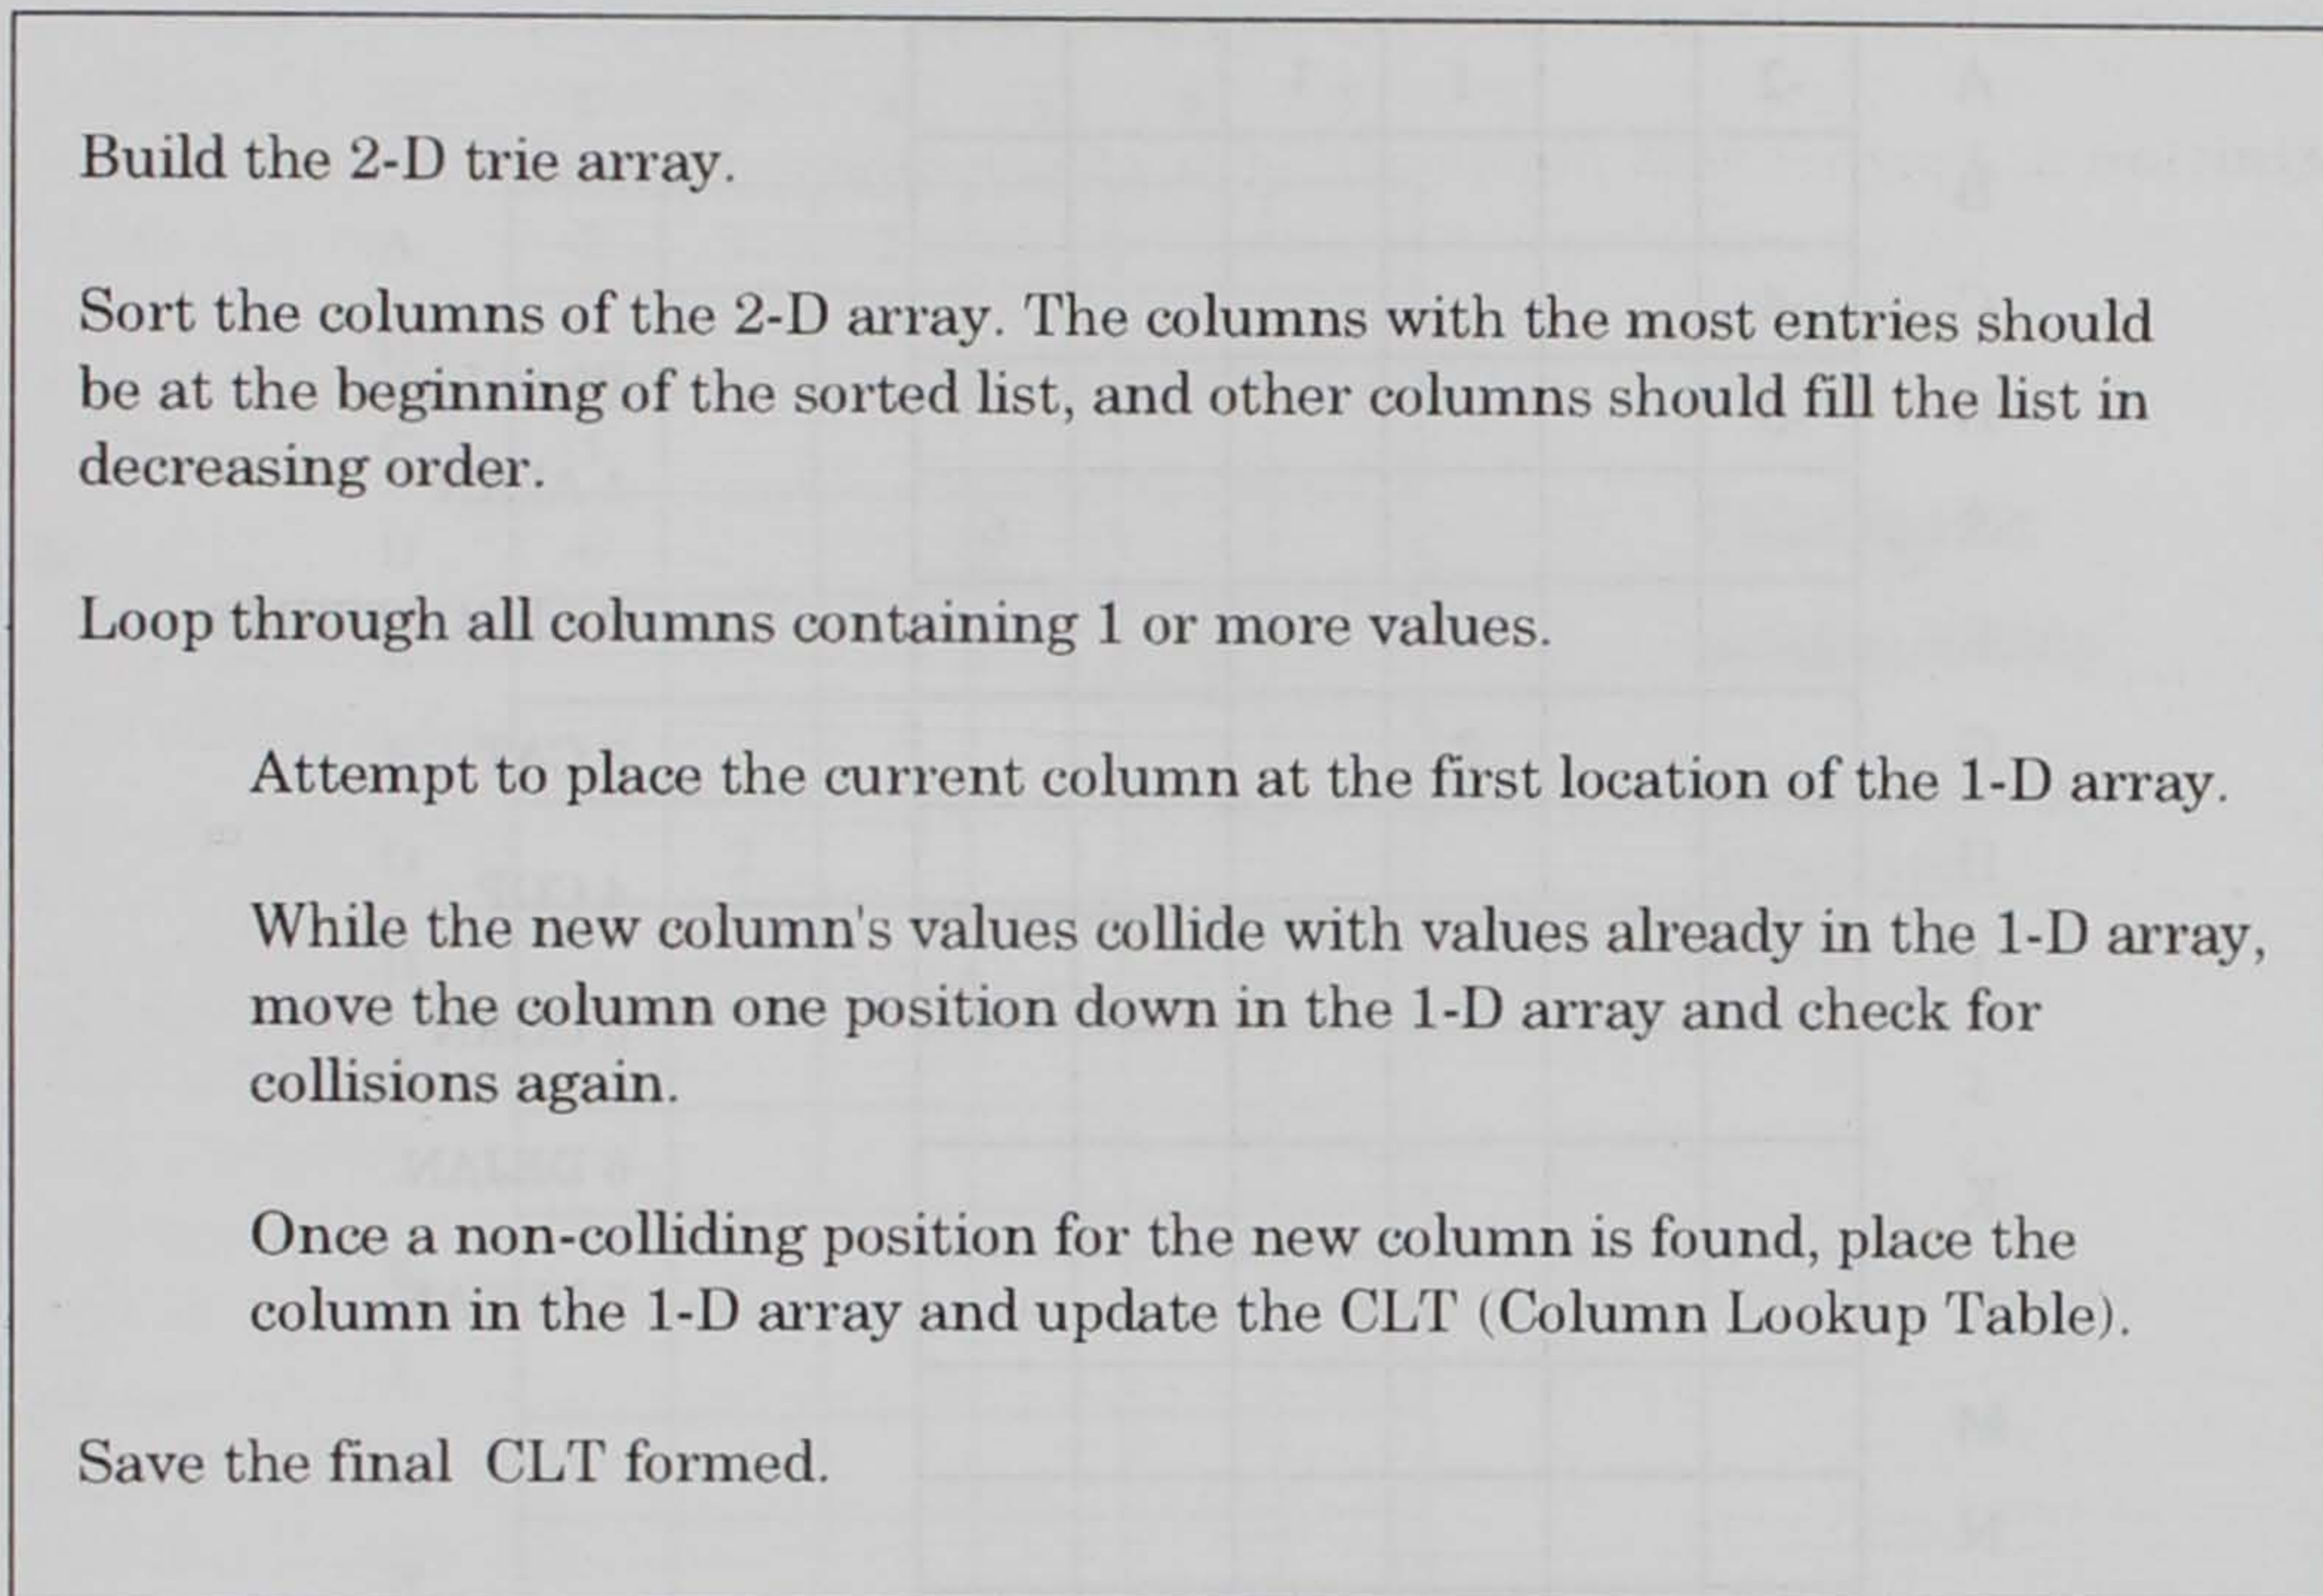 Build the 2-D trie array.
Sort the columns of the 2-D array. The columns with the most entries should
be at the beginning of the sorted list, and other columns should fill the list in
decreasing order.
Loop through all columns containing 1 or more values.
Attempt to place the current column at the first location of the 1-D array.
While the new column's values collide with values already in the 1-D array,
move the column one position down in the 1-D array and check for
collisions again.
Once a non-colliding position for the new column is found, place the
column in the 1-D array and update the CLT (Column Lookup Table).
Save the final CLT formed.